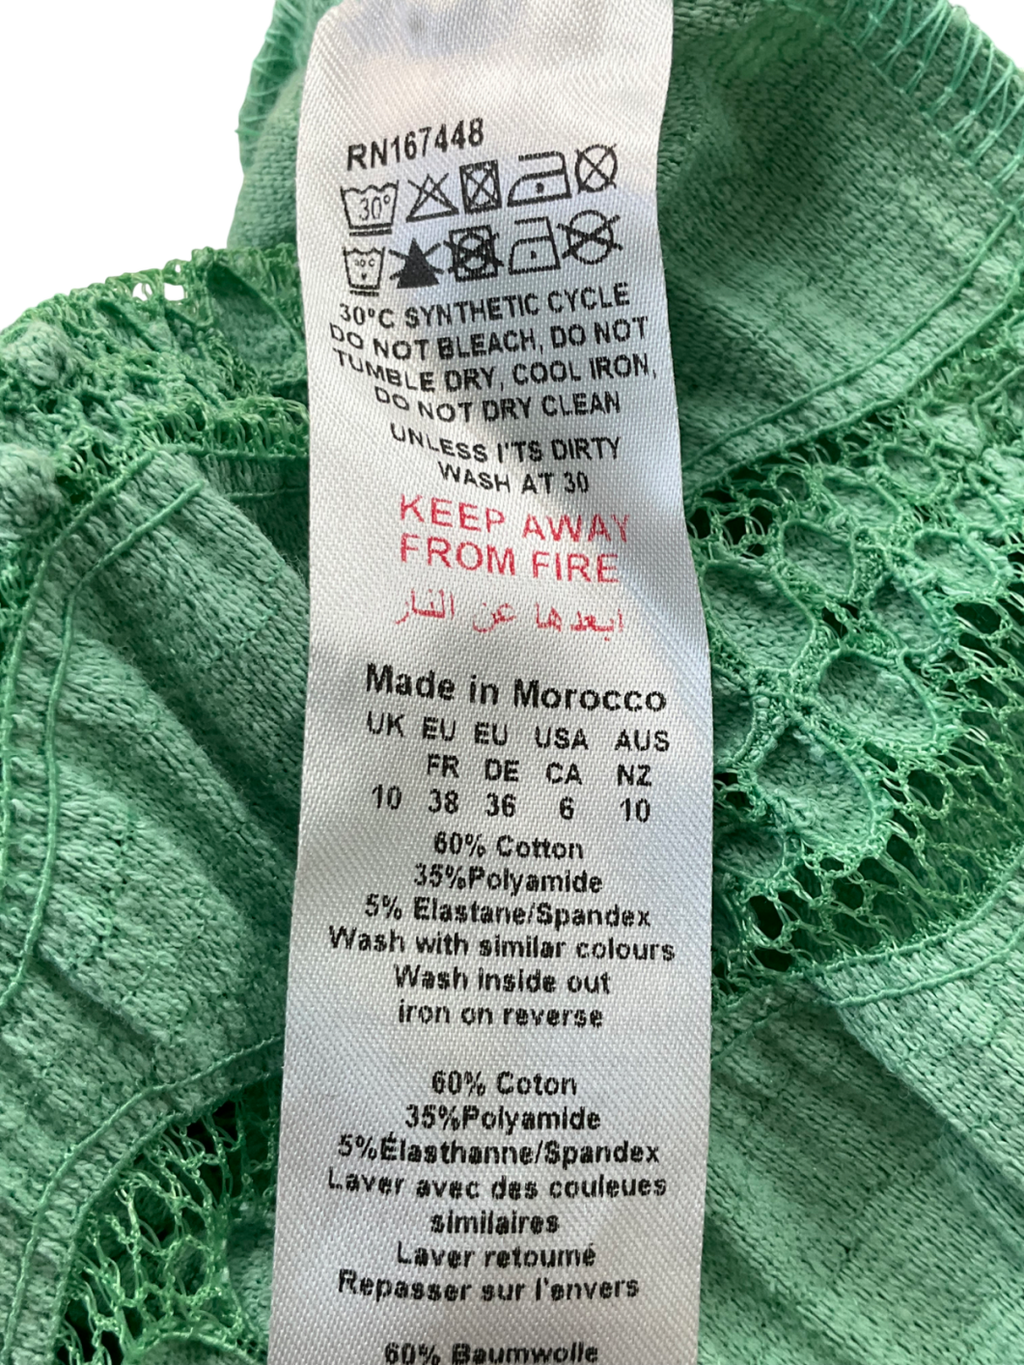 RN167448
30°
30°C
30°C SYNTHETIC CYCLE
DO NOT BLEACH, DO NOT
TUMBLE DRY, COOL IRON,
DO NOT DRY CLEAN
UNLESS I'TS DIRTY
WASH AT 30
KEEP AWAY
FROM FIRE
ابعدها عن النار
Made in Morocco
UK EU EU USA AUS
FR DE CA NZ
10 38 36 6 10
60% Cotton
35%Polyamide
5% Elastane/Spandex
Wash with similar colours
Wash inside out
iron on reverse
60% Coton
35%Polyamide
5%Élasthanne/Spandex
Laver avec des couleues
similaires
Laver retourné
Repasser sur l'envers
60% Baumwolle